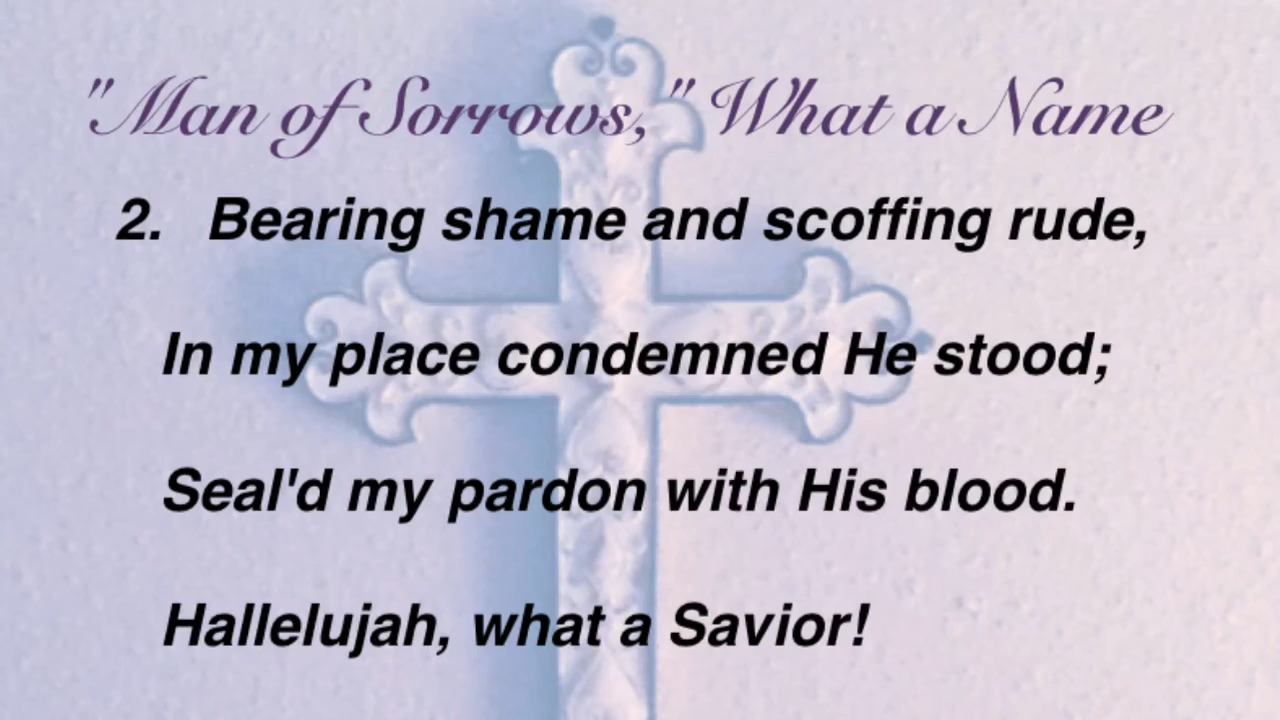 "Man of Sorrows," What a Name
2. Bearing shame and scoffing rude,
In my place condemned He stood;
Seal'd my pardon with His blood.
Hallelujah, what a Savior!